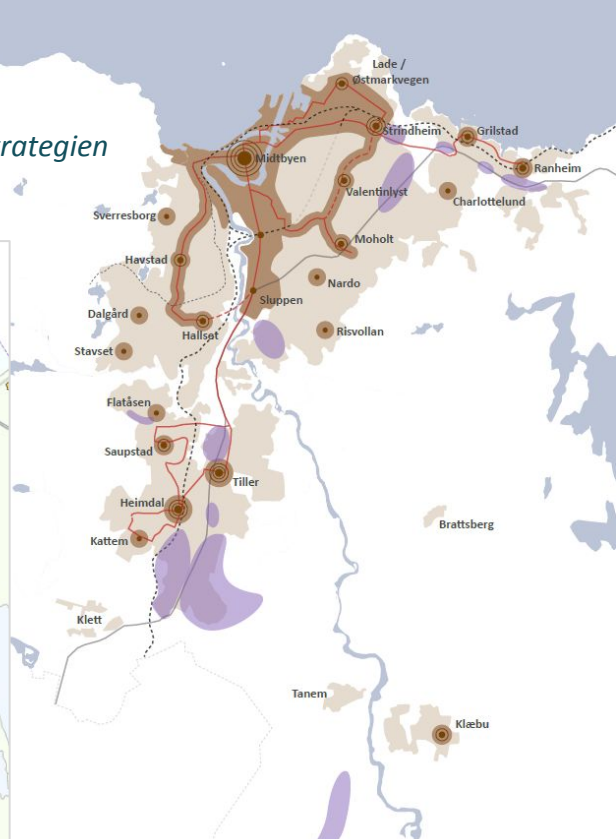 Lade /
Østmarkvegen
rategien
Strindheim
Grilstad
Midtbyen
Ranheim
Valentinlyst
Charlottelund
Sverresborg
Moholt
Havstad
Nardo
Sluppen
Dalgård
Risvollan
Hallset
Stavset
Flatåsen
Saupstad
Tiller
Heimdal
Brattsberg
Kattem
Klett
Tanem
Klæbu